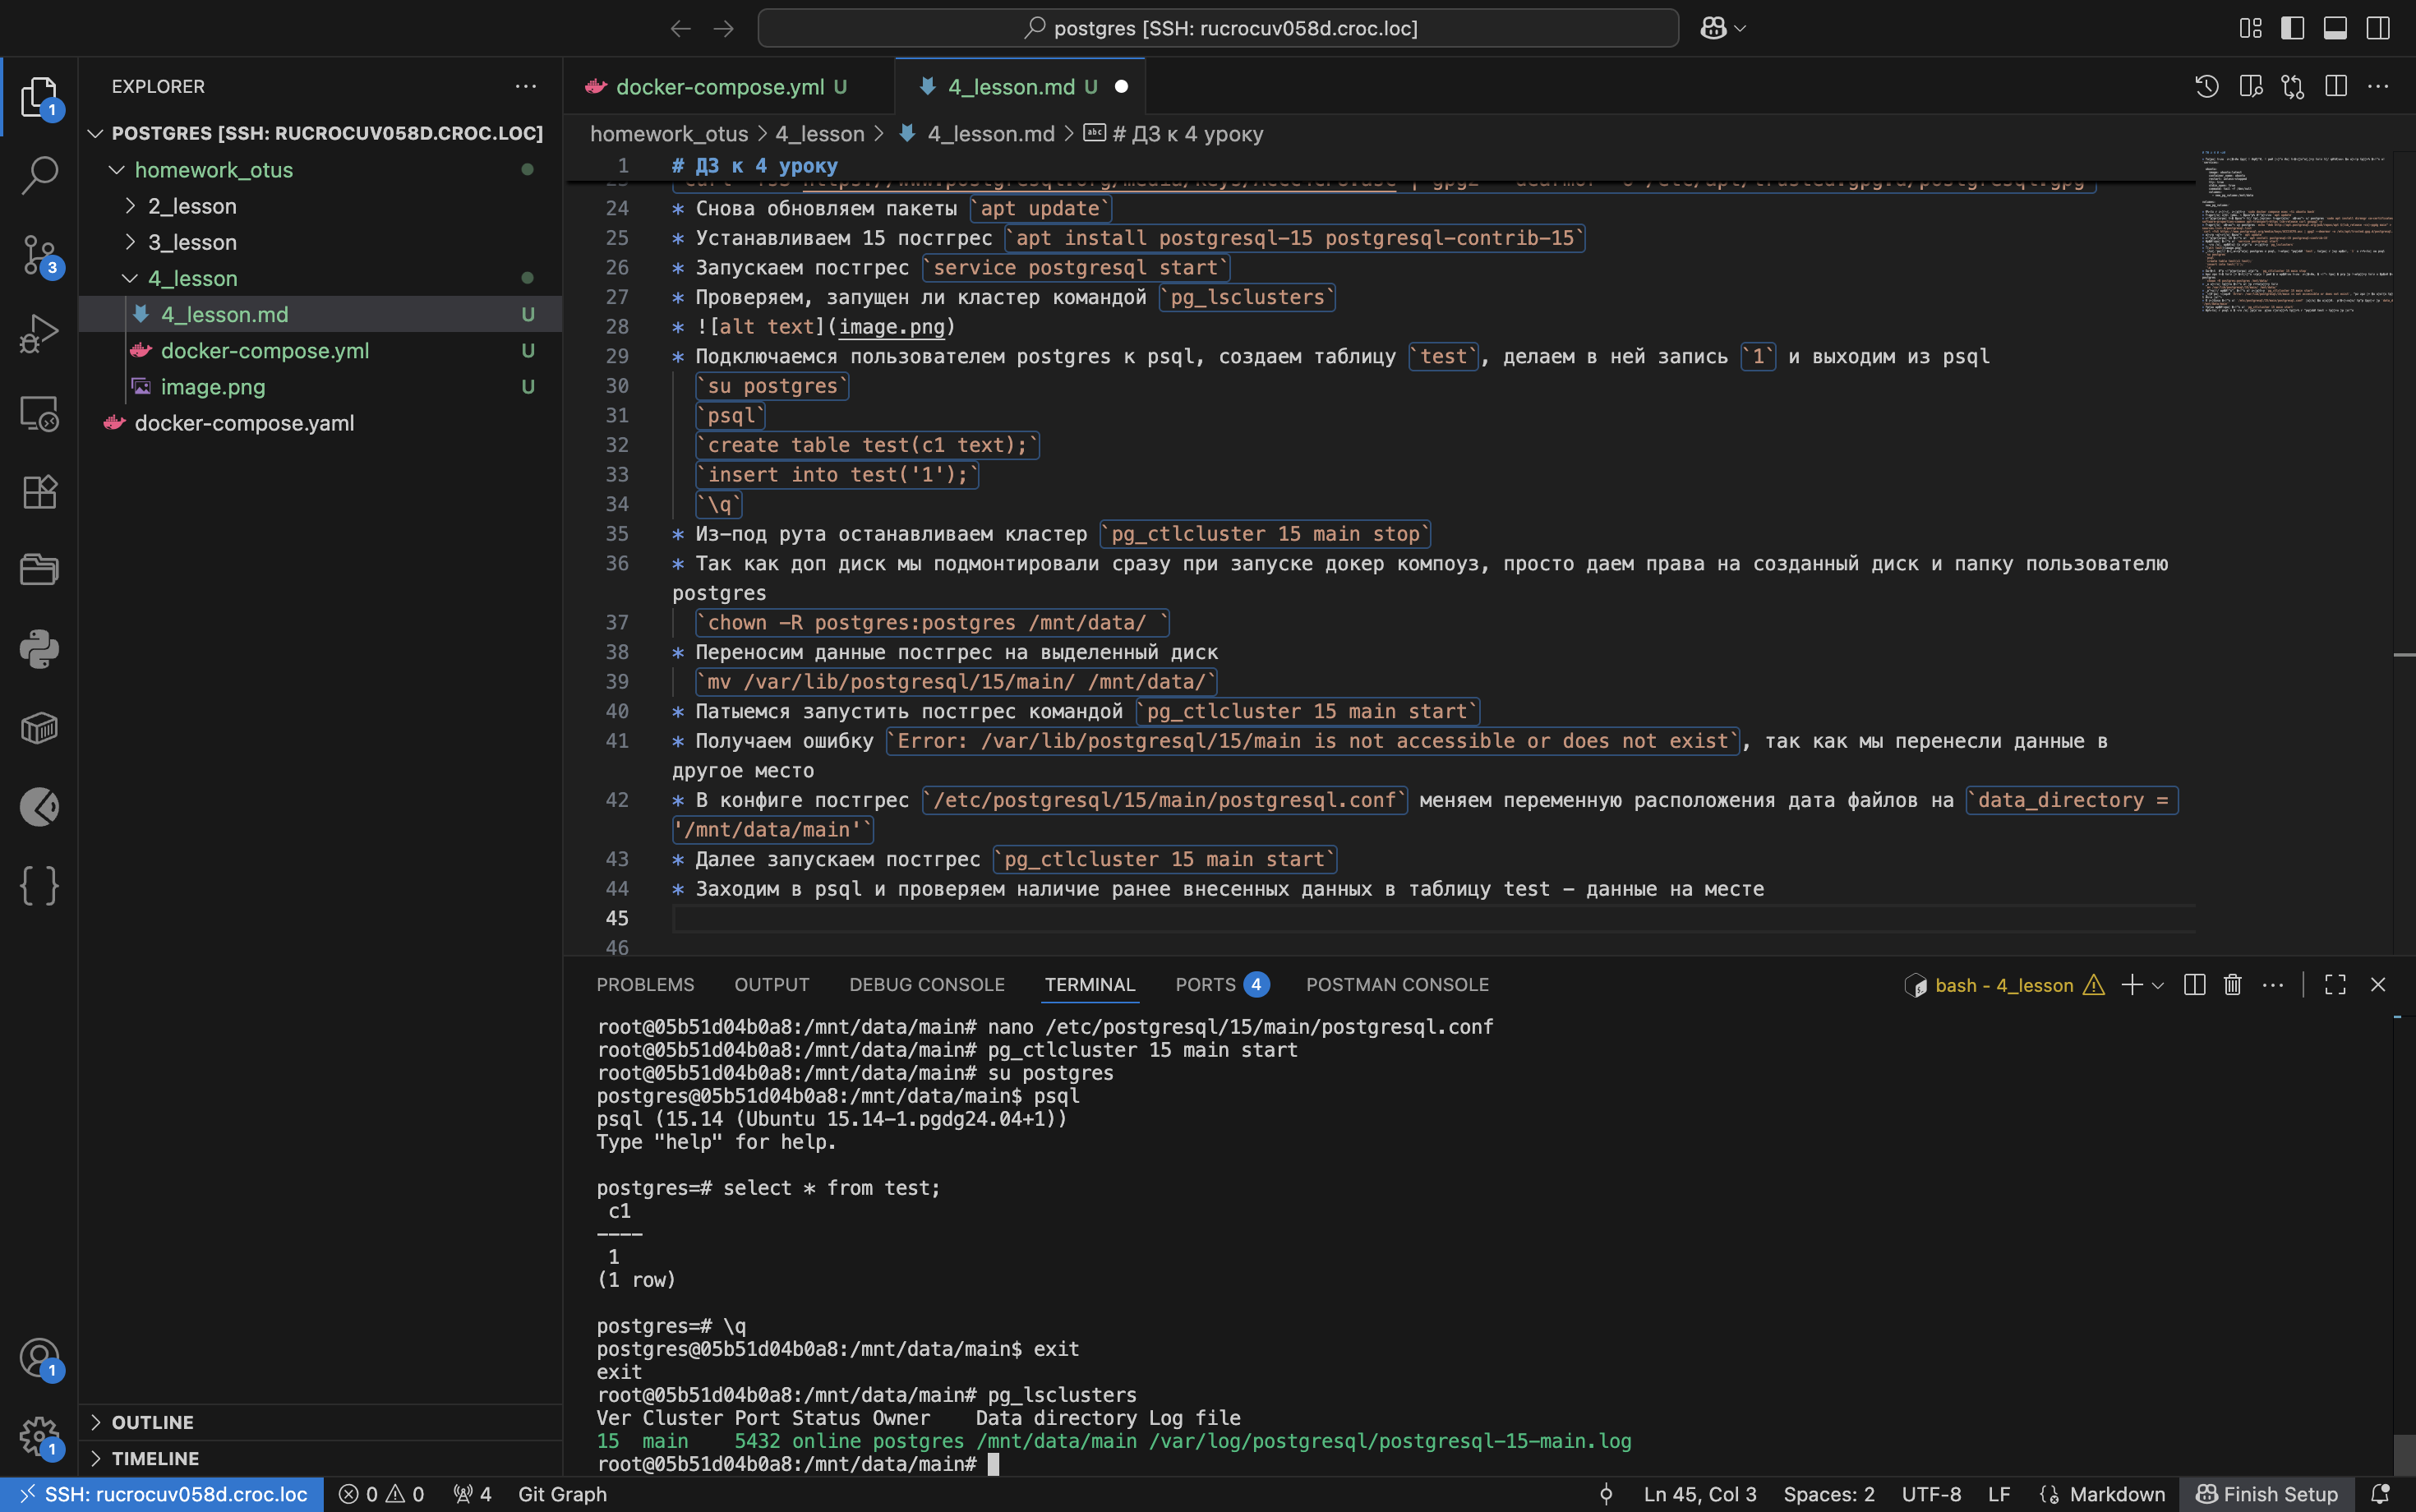 postgres [SSH: rucrocuv058d.croc.loc]
EXPLORER
1
POSTGRES [SSH: RUCROCUV058D.CROC.LOC]
homework_otus
2_lesson
3_lesson
3
4_lesson
4_lesson.md U
docker-compose.yml U
image.png U
docker-compose.yaml
OUTLINE
TIMELINE
1
1
docker-compose.yml U
4_lesson.md U
homework_otus > 4_lesson > 4_lesson.md > # ДЗ к 4 уроку
1 # ДЗ к 4 уроку
24 * Снова обновляем пакеты `apt update`
25 * Устанавливаем 15 постгрес `apt install postgresql-15 postgresql-contrib-15`
26 * Запускаем постгрес `service postgresql start`
27 * Проверяем, запущен ли кластер командой `pg_lsclusters`
28 * ![alt text](image.png)
29 * Подключаемся пользователем postgres к psql, создаем таблицу `test`, делаем в ней запись `1` и выходим из psql
30 `su postgres`
31 `psql`
32 `create table test(c1 text);`
33 `insert into test('1');`
34 `\q`
35 * Из-под рута останавливаем кластер `pg_ctlcluster 15 main stop`
36 * Так как доп диск мы подмонтировали сразу при запуске докер компоуз, просто даем права на созданный диск и папку пользователю
postgres
37 `chown -R postgres:postgres /mnt/data/ `
38 * Переносим данные постгрес на выделенный диск
39 `mv /var/lib/postgresql/15/main/ /mnt/data/`
40 * Патыемся запустить постгрес командой `pg_ctlcluster 15 main start`
41 * Получаем ошибку `Error: /var/lib/postgresql/15/main is not accessible or does not exist`, так как мы перенесли данные в
другое место
42 * В конфиге постгрес `/etc/postgresql/15/main/postgresql.conf` меняем переменную расположения дата файлов на `data_directory =
'/mnt/data/main'`
43 * Далее запускаем постгрес `pg_ctlcluster 15 main start`
44 * Заходим в psql и проверяем наличие ранее внесенных данных в таблицу test - данные на месте
45
46
PROBLEMS OUTPUT DEBUG CONSOLE TERMINAL PORTS 4 POSTMAN CONSOLE
bash - 4_lesson
root@05b51d04b0a8:/mnt/data/main# nano /etc/postgresql/15/main/postgresql.conf
root@05b51d04b0a8:/mnt/data/main# pg_ctlcluster 15 main start
root@05b51d04b0a8:/mnt/data/main# su postgres
postgres@05b51d04b0a8:/mnt/data/main$ psql
psql (15.14 (Ubuntu 15.14-1.pgdg24.04+1))
Type "help" for help.
postgres=# select * from test;
c1
----
1
(1 row)
postgres=# \q
postgres@05b51d04b0a8:/mnt/data/main$ exit
exit
root@05b51d04b0a8:/mnt/data/main# pg_lsclusters
Ver Cluster Port Status Owner    Data directory Log file
15  main    5432 online postgres /mnt/data/main /var/log/postgresql/postgresql-15-main.log
root@05b51d04b0a8:/mnt/data/main#
SSH: rucrocuv058d.croc.loc 0 0 4 Git Graph Ln 45, Col 3 Spaces: 2 UTF-8 LF Markdown Finish Setup